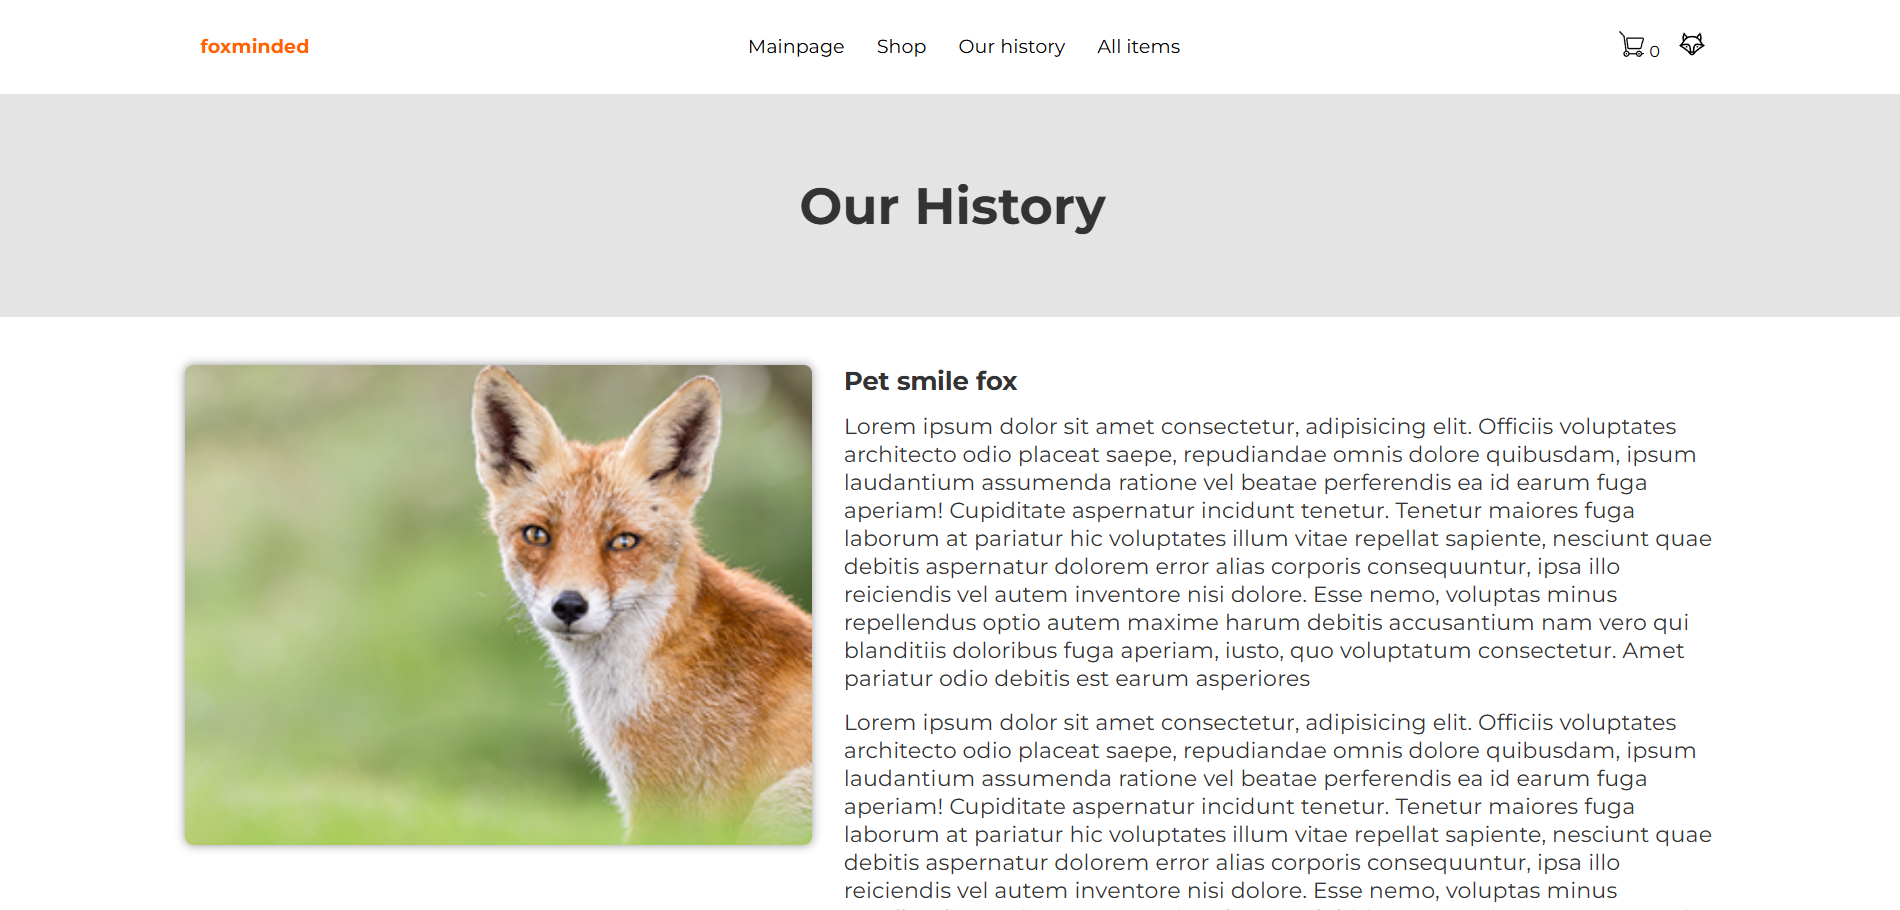 foxminded
Mainpage Shop Our history All items
0
Our History
Pet smile fox
Lorem ipsum dolor sit amet consectetur, adipisicing elit. Officiis voluptates
architecto odio placeat saepe, repudiandae omnis dolore quibusdam, ipsum
laudantium assumenda ratione vel beatae perferendis ea id earum fuga
aperiam! Cupiditate aspernatur incidunt tenetur. Tenetur maiores fuga
laborum at pariatur hic voluptates illum vitae repellat sapiente, nesciunt quae
debitis aspernatur dolorem error alias corporis consequuntur, ipsa illo
reiciendis vel autem inventore nisi dolore. Esse nemo, voluptas minus
repellendus optio autem maxime harum debitis accusantium nam vero qui
blanditiis doloribus fuga aperiam, iusto, quo voluptatum consectetur. Amet
pariatur odio debitis est earum asperiores
Lorem ipsum dolor sit amet consectetur, adipisicing elit. Officiis voluptates
architecto odio placeat saepe, repudiandae omnis dolore quibusdam, ipsum
laudantium assumenda ratione vel beatae perferendis ea id earum fuga
aperiam! Cupiditate aspernatur incidunt tenetur. Tenetur maiores fuga
laborum at pariatur hic voluptates illum vitae repellat sapiente, nesciunt quae
debitis aspernatur dolorem error alias corporis consequuntur, ipsa illo
reiciendis vel autem inventore nisi dolore. Esse nemo, voluptas minus